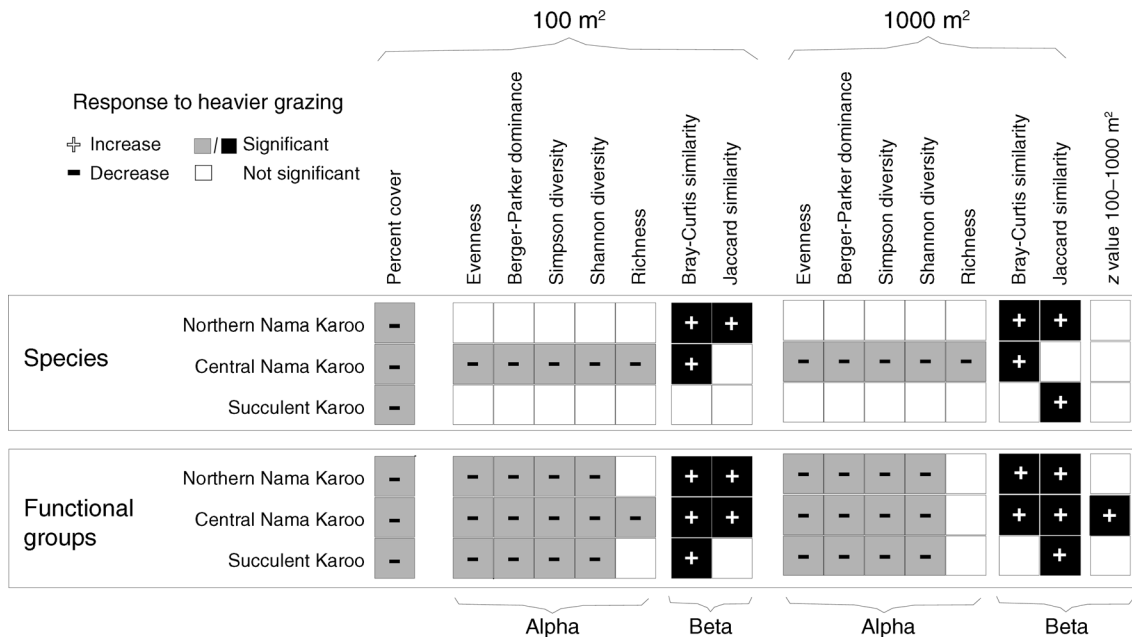 100 m²
1000 m²
Response to heavier grazing
+ Increase
/ Significant
- Decrease
Not significant
Percent cover
Evenness
Berger-Parker dominance
Simpson diversity
Shannon diversity
Richness
Bray-Curtis similarity
Jaccard similarity
Evenness
Berger-Parker dominance
Simpson diversity
Shannon diversity
Richness
Bray-Curtis similarity
Jaccard similarity
z value 100–1000 m²
Species
Northern Nama Karoo - + + + +
Central Nama Karoo - - - - - - + - - - - - +
Succulent Karoo - +
Functional
groups
Northern Nama Karoo - - - - - + + - - - - + +
Central Nama Karoo - - - - - - + + - - - - + + +
Succulent Karoo - - - - - + - - - - +
Alpha
Beta
Alpha
Beta